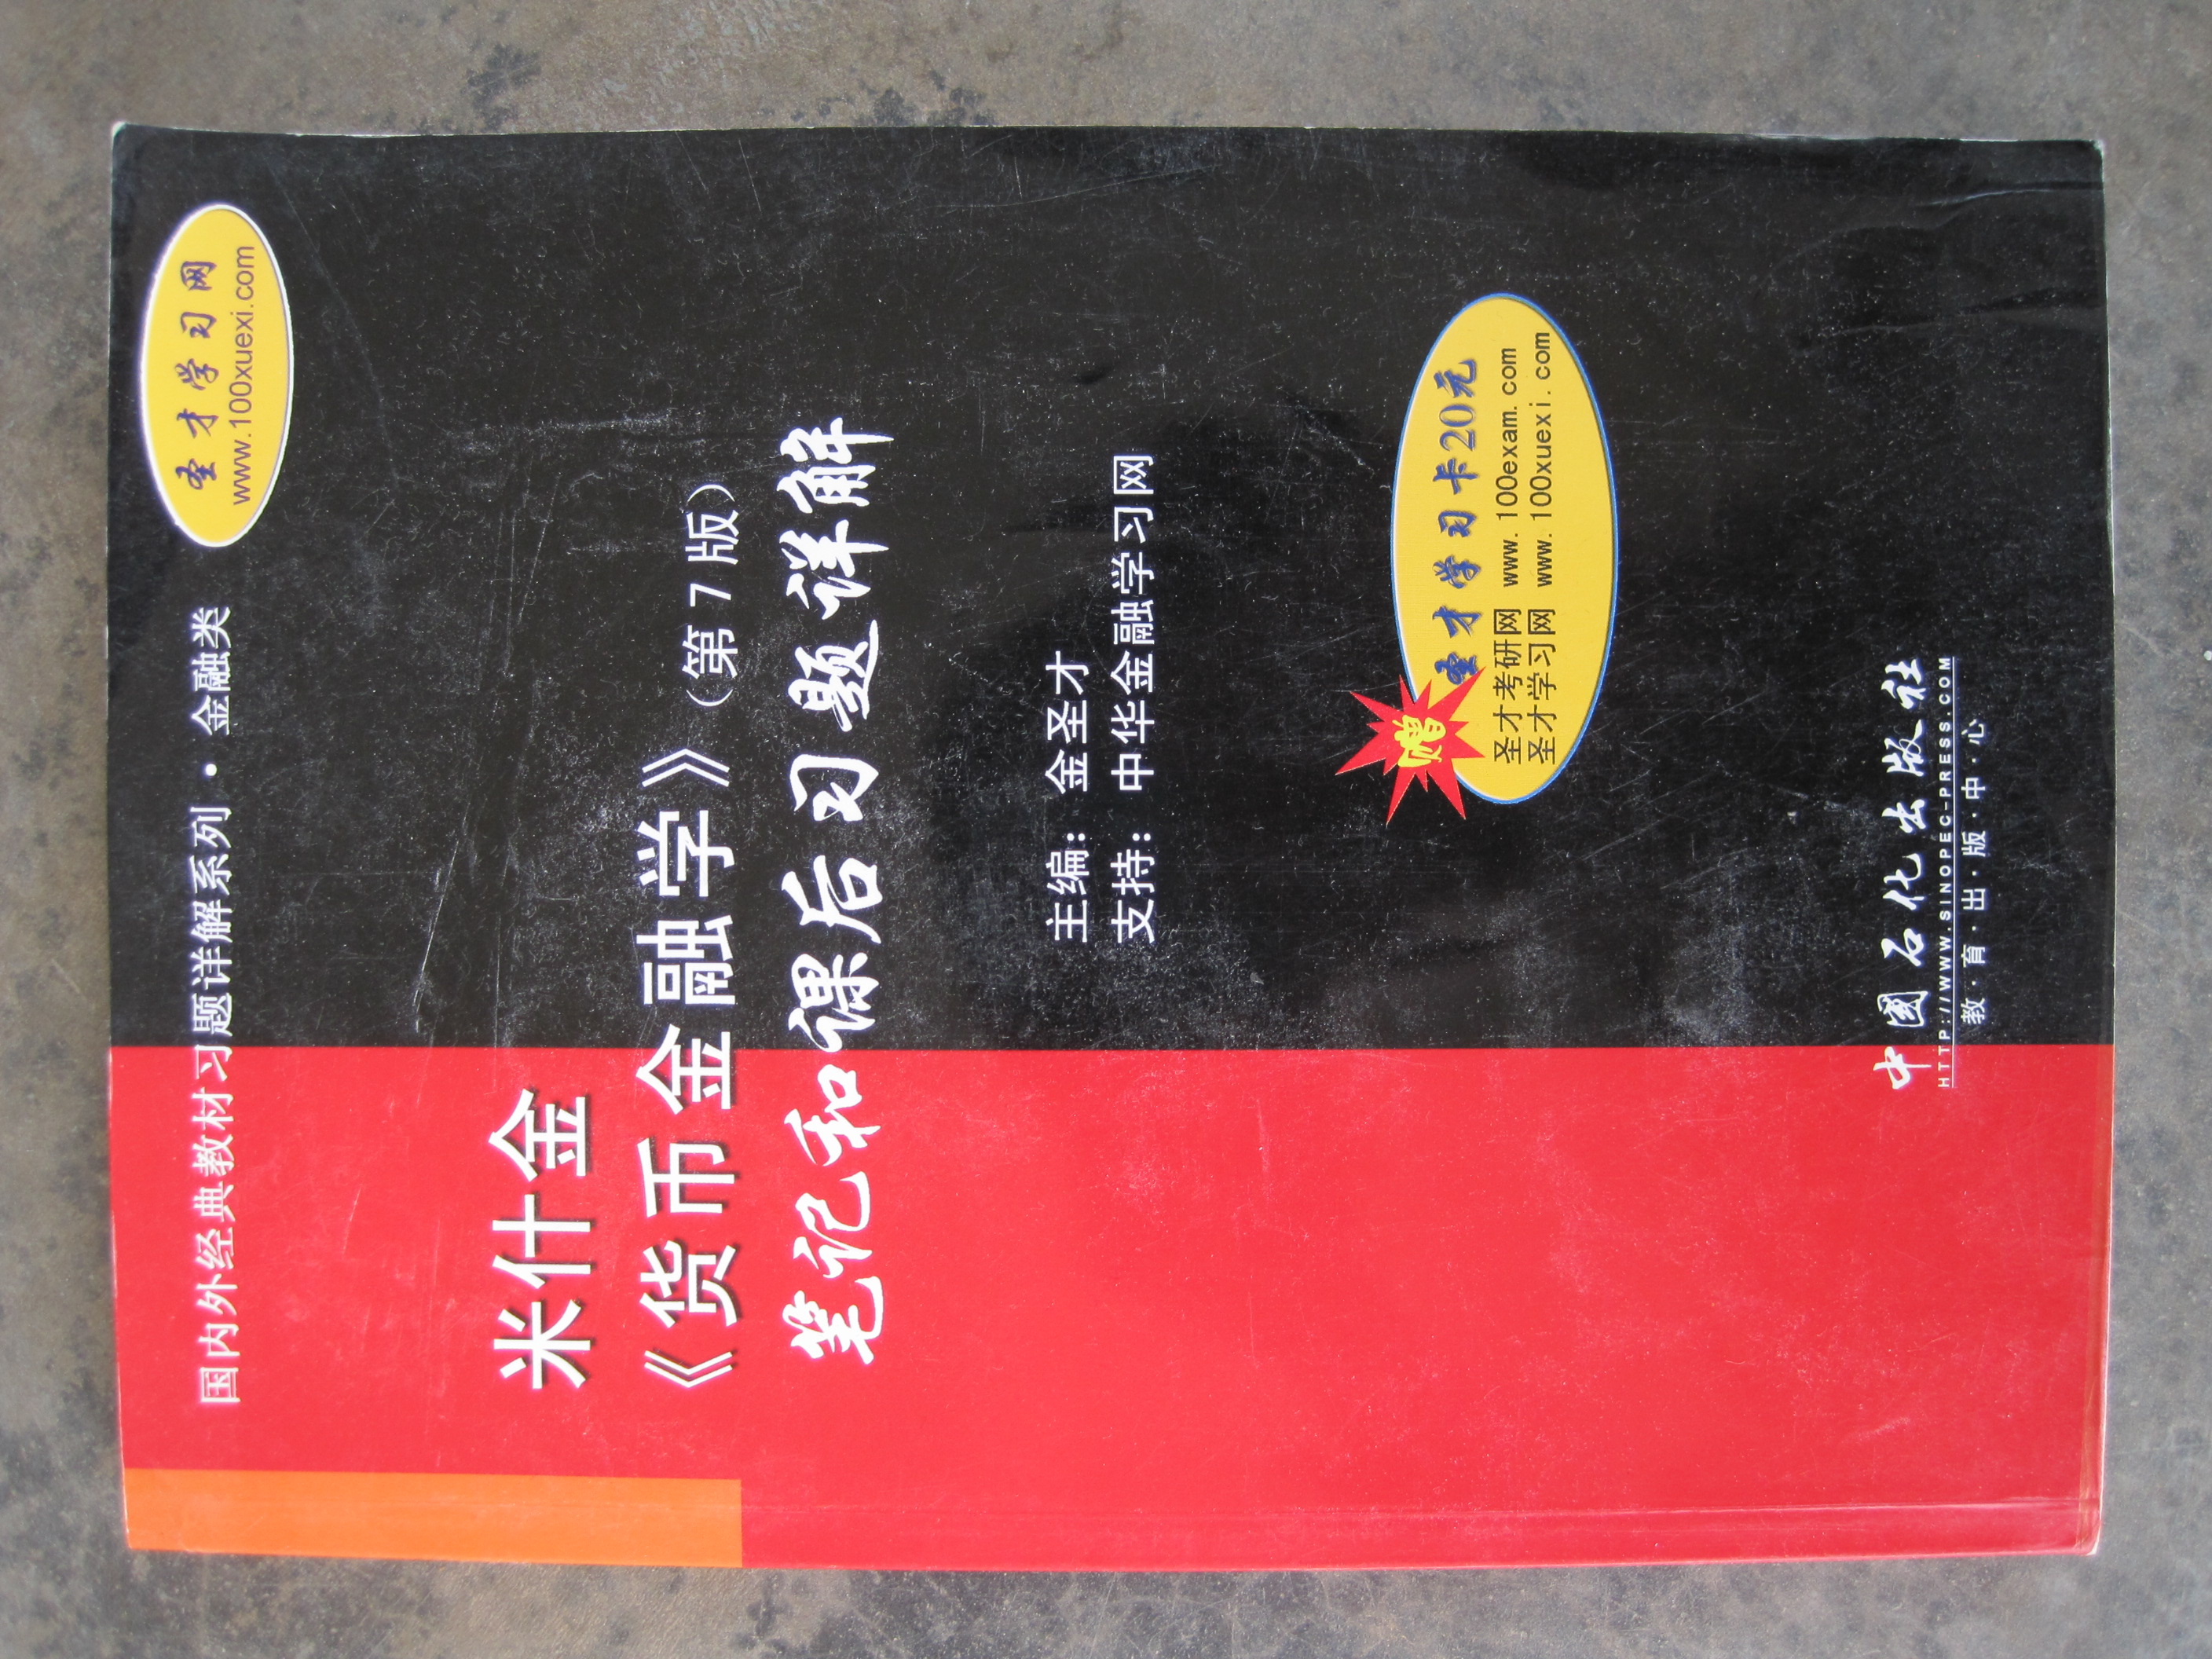 圣才学习网
www.100xuexi.com
国内外经典教材习题详解系列·金融类
米什金
《货币金融学》(第7版)
笔记和课后习题详解
主编：金圣才
支持：中华金融学习网
赠
圣才学习卡20元
圣才考研网 www.100exam.com
圣才学习网 www.100xuexi.com
中國石化出版社
HTTP://WWW.SINOPEC-PRESS.COM
教·育·出·版·中·心